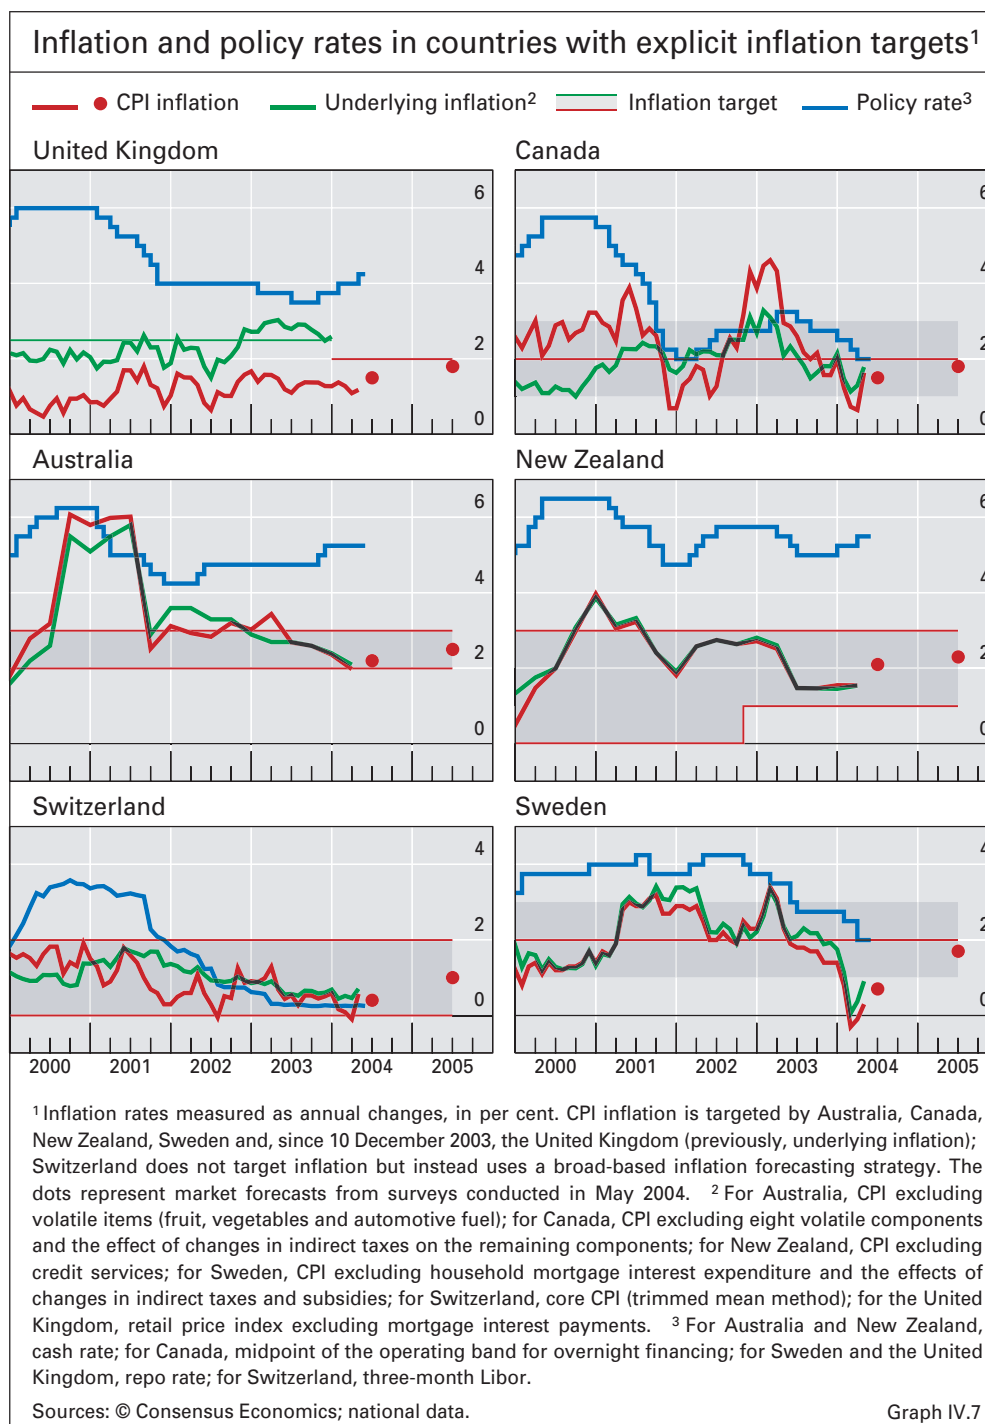 Inflation and policy rates in countries with explicit inflation targets¹
CPI inflation Underlying inflation² Inflation target Policy rate³
United Kingdom Canada
6 6
4 4
2 2
0 0
Australia New Zealand
6 6
4 4
2 2
0 0
Switzerland Sweden
4 4
2 2
0 0
2000 2001 2002 2003 2004 2005 2000 2001 2002 2003 2004 2005
¹ Inflation rates measured as annual changes, in per cent. CPI inflation is targeted by Australia, Canada,
New Zealand, Sweden and, since 10 December 2003, the United Kingdom (previously, underlying inflation);
Switzerland does not target inflation but instead uses a broad-based inflation forecasting strategy. The
dots represent market forecasts from surveys conducted in May 2004. ² For Australia, CPI excluding
volatile items (fruit, vegetables and automotive fuel); for Canada, CPI excluding eight volatile components
and the effect of changes in indirect taxes on the remaining components; for New Zealand, CPI excluding
credit services; for Sweden, CPI excluding household mortgage interest expenditure and the effects of
changes in indirect taxes and subsidies; for Switzerland, core CPI (trimmed mean method); for the United
Kingdom, retail price index excluding mortgage interest payments. ³ For Australia and New Zealand,
cash rate; for Canada, midpoint of the operating band for overnight financing; for Sweden and the United
Kingdom, repo rate; for Switzerland, three-month Libor.
Sources: © Consensus Economics; national data. Graph IV.7